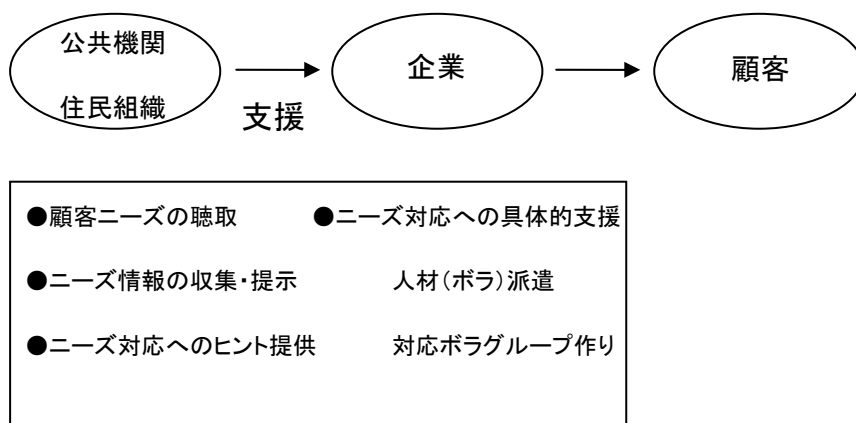 公共機関
住民組織
支援
企業
顧客
●顧客ニーズの聴取
●ニーズ情報の収集・提示
●ニーズ対応へのヒント提供
●ニーズ対応への具体的支援
人材（ボラ）派遣
対応ボラグループ作り